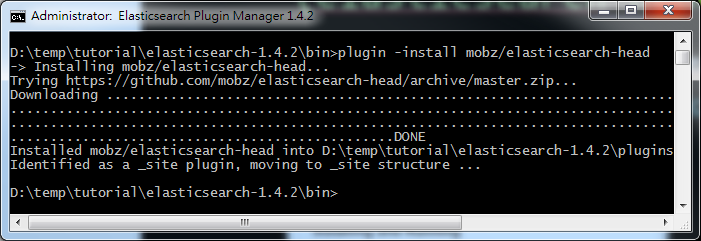 Administrator: Elasticsearch Plugin Manager 1.4.2
D:\temp\tutorial\elasticsearch-1.4.2\bin>plugin -install mobz/elasticsearch-head
-> Installing mobz/elasticsearch-head...
Trying https://github.com/mobz/elasticsearch-head/archive/master.zip...
Downloading .......................................................................
....................................................................................
....................................................................................
................................................DONE
Installed mobz/elasticsearch-head into D:\temp\tutorial\elasticsearch-1.4.2\plugins
Identified as a _site plugin, moving to _site structure ...
D:\temp\tutorial\elasticsearch-1.4.2\bin>